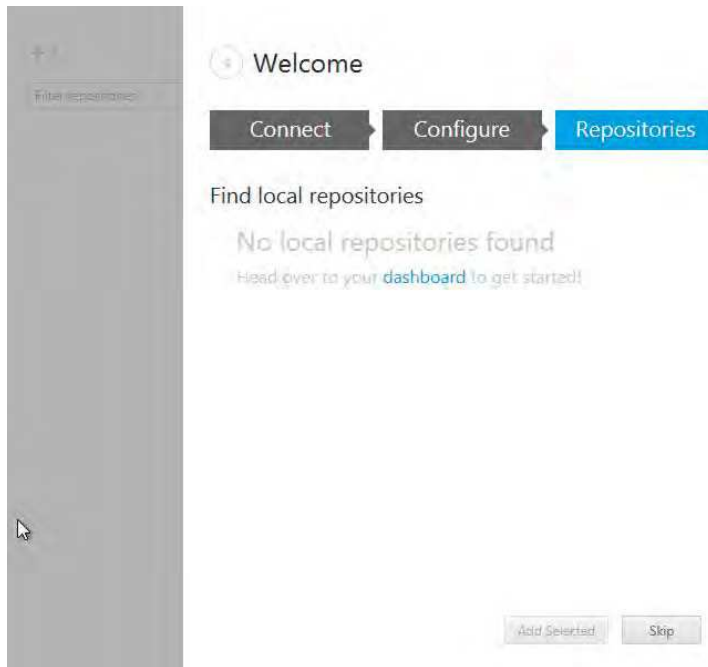 Filter repositories
Welcome
Connect Configure Repositories
Find local repositories
No local repositories found
Head over to your dashboard to get started!
Add Selected Skip